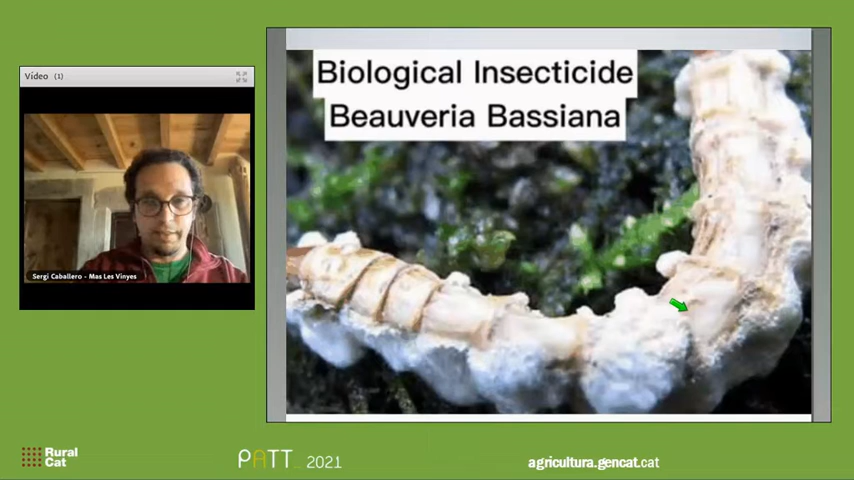 Vídeo (1)
Biological Insecticide
Beauveria Bassiana
Sergi Caballero - Mas Les Vinyes
Rural
Cat
PATT 2021
agricultura.gencat.cat